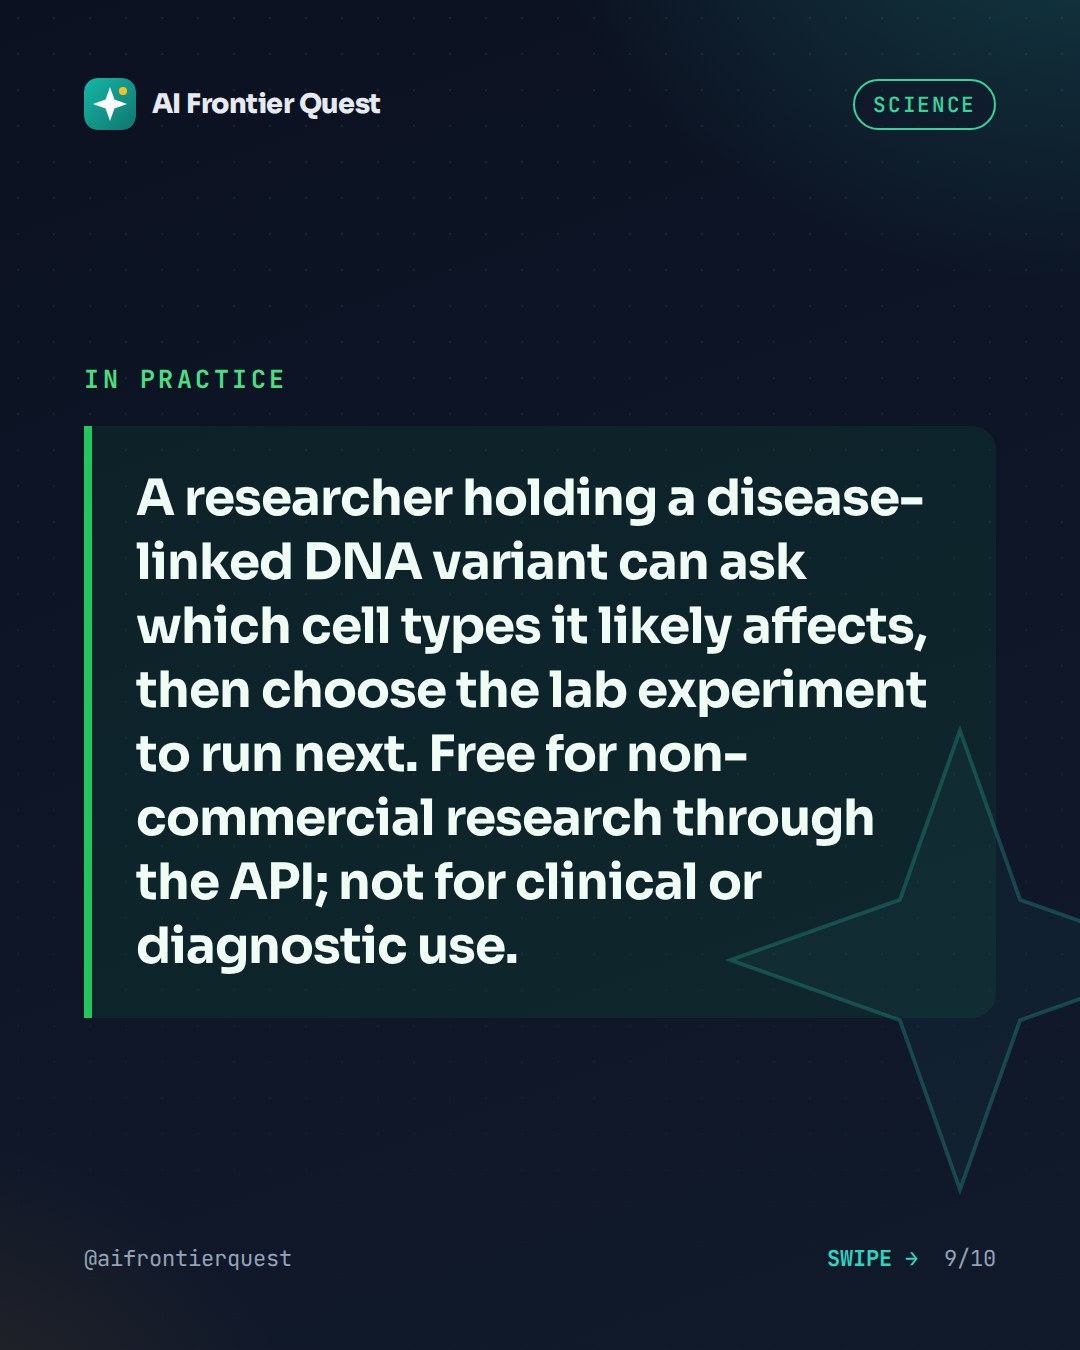 AI Frontier Quest
SCIENCE
IN PRACTICE
A researcher holding a disease-
linked DNA variant can ask
which cell types it likely affects,
then choose the lab experiment
to run next. Free for non-
commercial research through
the API; not for clinical or
diagnostic use.
@aifrontierquest
SWIPE → 9/10